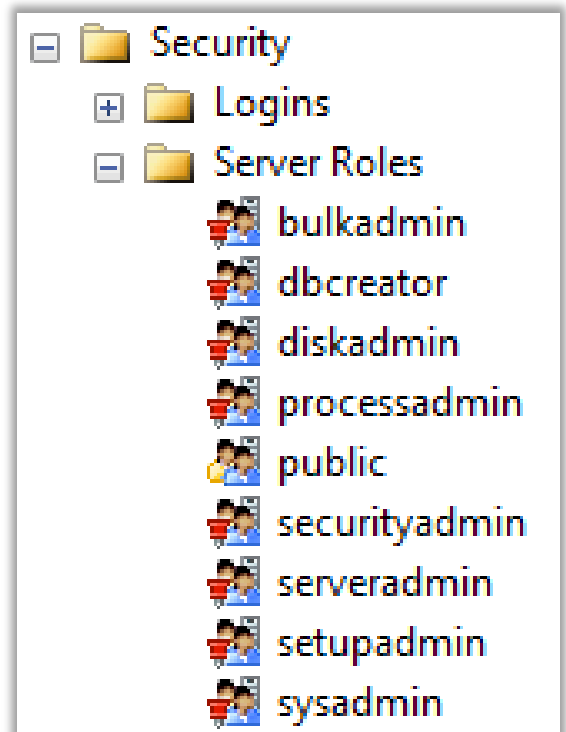 Security
Logins
Server Roles
bulkadmin
dbcreator
diskadmin
processadmin
public
securityadmin
serveradmin
setupadmin
sysadmin